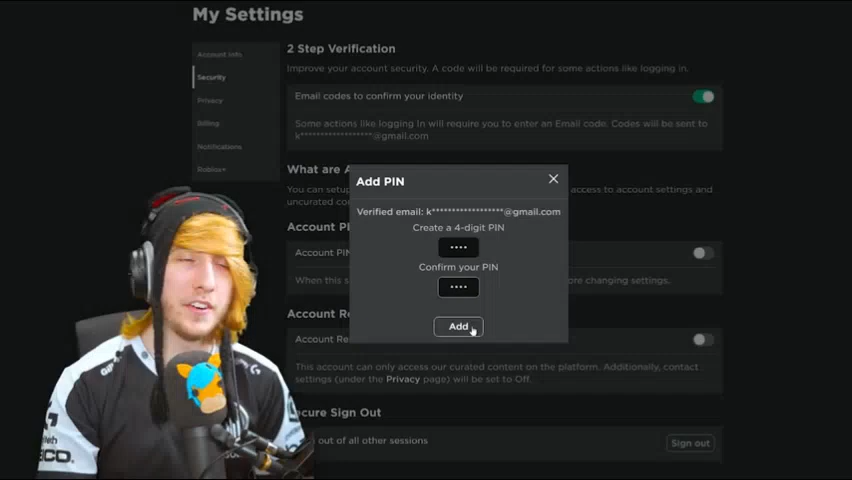 My Settings
Account Info
Security
Privacy
Billing
Notifications
Roblox+
2 Step Verification
Improve your account security. A code will be required for some actions like logging in.
Email codes to confirm your identity
Some actions like logging in will require you to enter an Email code. Codes will be sent to
k******************@gmail.com
What are A
You can setup
access to account settings and
uncurated co
Account PI
Account PIN
When this s
ore changing settings.
Account Re
Account Re
This account can only access our curated content on the platform. Additionally, contact
settings (under the Privacy page) will be set to Off.
ecure Sign Out
out of all other sessions
Sign out
Add PIN
Verified email: k******************@gmail.com
Create a 4-digit PIN
••••
Confirm your PIN
••••
Add